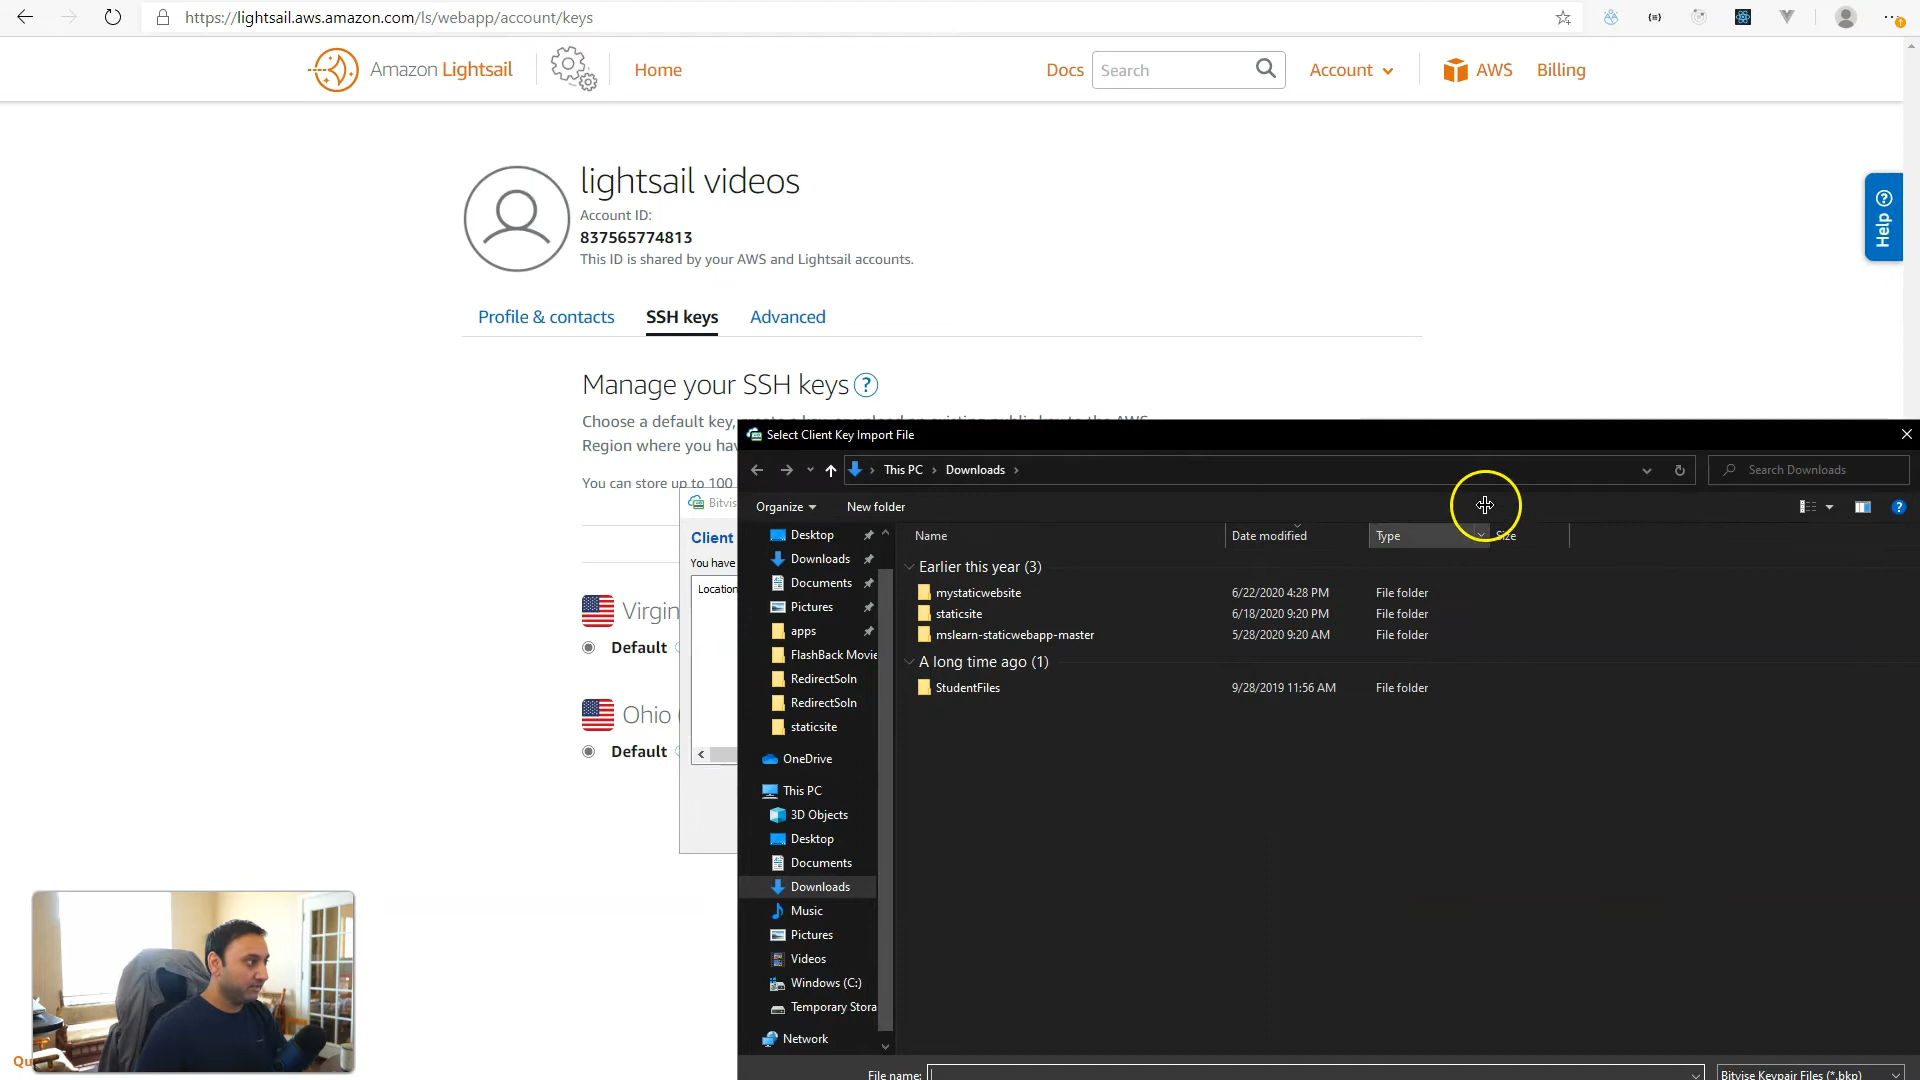 https://lightsail.aws.amazon.com/ls/webapp/account/keys
Amazon Lightsail
Home
Docs
Search
Account
AWS
Billing
Help
lightsail videos
Account ID:
837565774813
This ID is shared by your AWS and Lightsail accounts.
Profile & contacts
SSH keys
Advanced
Manage your SSH keys
?
Choose a default key,
Region where you hav
You can store up to 100
Virgin
Default
Ohio (
Default
Bitvis
Client
You have
Location
Select Client Key Import File
This PC
Downloads
Search Downloads
Organize
New folder
Desktop
Downloads
Documents
Pictures
apps
FlashBack Movie
RedirectSoln
RedirectSoln
staticsite
OneDrive
This PC
3D Objects
Desktop
Documents
Downloads
Music
Pictures
Videos
Windows (C:)
Temporary Stora
Network
Name Date modified Type Size
Earlier this year (3)
mystaticwebsite 6/22/2020 4:28 PM File folder
staticsite 6/18/2020 9:20 PM File folder
mslearn-staticwebapp-master 5/28/2020 9:20 AM File folder
A long time ago (1)
StudentFiles 9/28/2019 11:56 AM File folder
File name:
Bitvise Keypair Files (*.bkp)
Qu